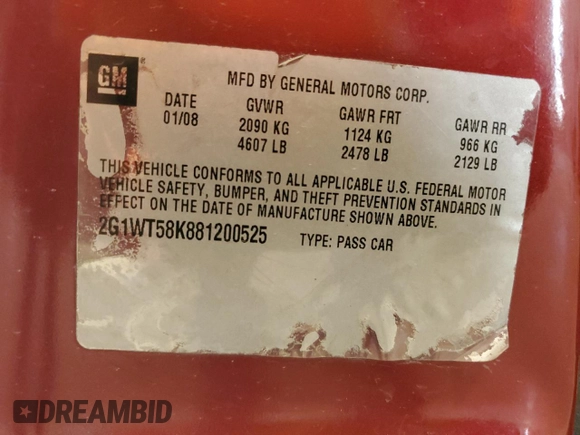 GM ®
MFD BY GENERAL MOTORS CORP.
DATE GVWR GAWR FRT GAWR RR
01/08 2090 KG 1124 KG 966 KG
4607 LB 2478 LB 2129 LB
THIS VEHICLE CONFORMS TO ALL APPLICABLE U.S. FEDERAL MOTOR
VEHICLE SAFETY, BUMPER, AND THEFT PREVENTION STANDARDS IN
EFFECT ON THE DATE OF MANUFACTURE SHOWN ABOVE.
2G1WT58K881200525 TYPE: PASS CAR
DREAMBID